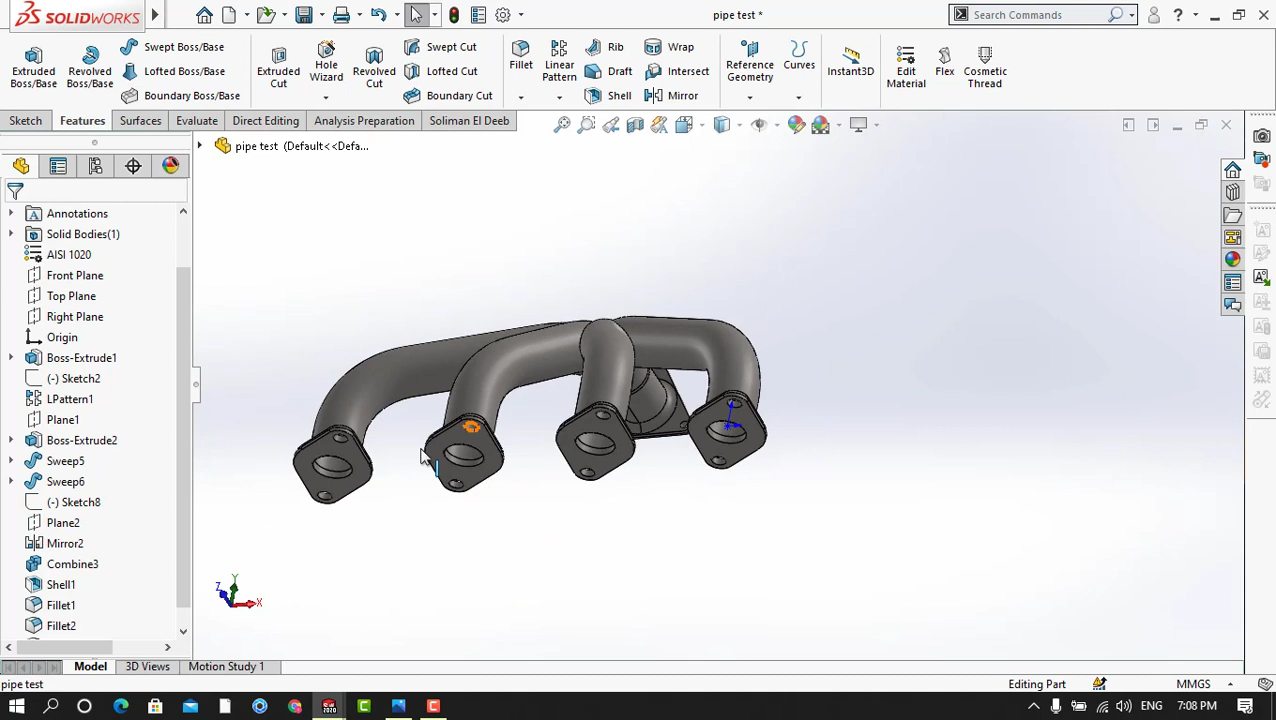 SOLIDWORKS
pipe test *
Search Commands
Extruded Boss/Base
Revolved Boss/Base
Swept Boss/Base
Lofted Boss/Base
Boundary Boss/Base
Extruded Cut
Hole Wizard
Revolved Cut
Swept Cut
Lofted Cut
Boundary Cut
Fillet
Linear Pattern
Rib
Draft
Shell
Wrap
Intersect
Mirror
Reference Geometry
Curves
Instant3D
Edit Material
Flex
Cosmetic Thread
Sketch
Features
Surfaces
Evaluate
Direct Editing
Analysis Preparation
Soliman El Deeb
pipe test (Default<<Defa...
Annotations
Solid Bodies(1)
AISI 1020
Front Plane
Top Plane
Right Plane
Origin
Boss-Extrude1
(-) Sketch2
LPattern1
Plane1
Boss-Extrude2
Sweep5
Sweep6
(-) Sketch8
Plane2
Mirror2
Combine3
Shell1
Fillet1
Fillet2
Y
Z
X
Model
3D Views
Motion Study 1
pipe test
Editing Part
MMGS
ENG
7:08 PM